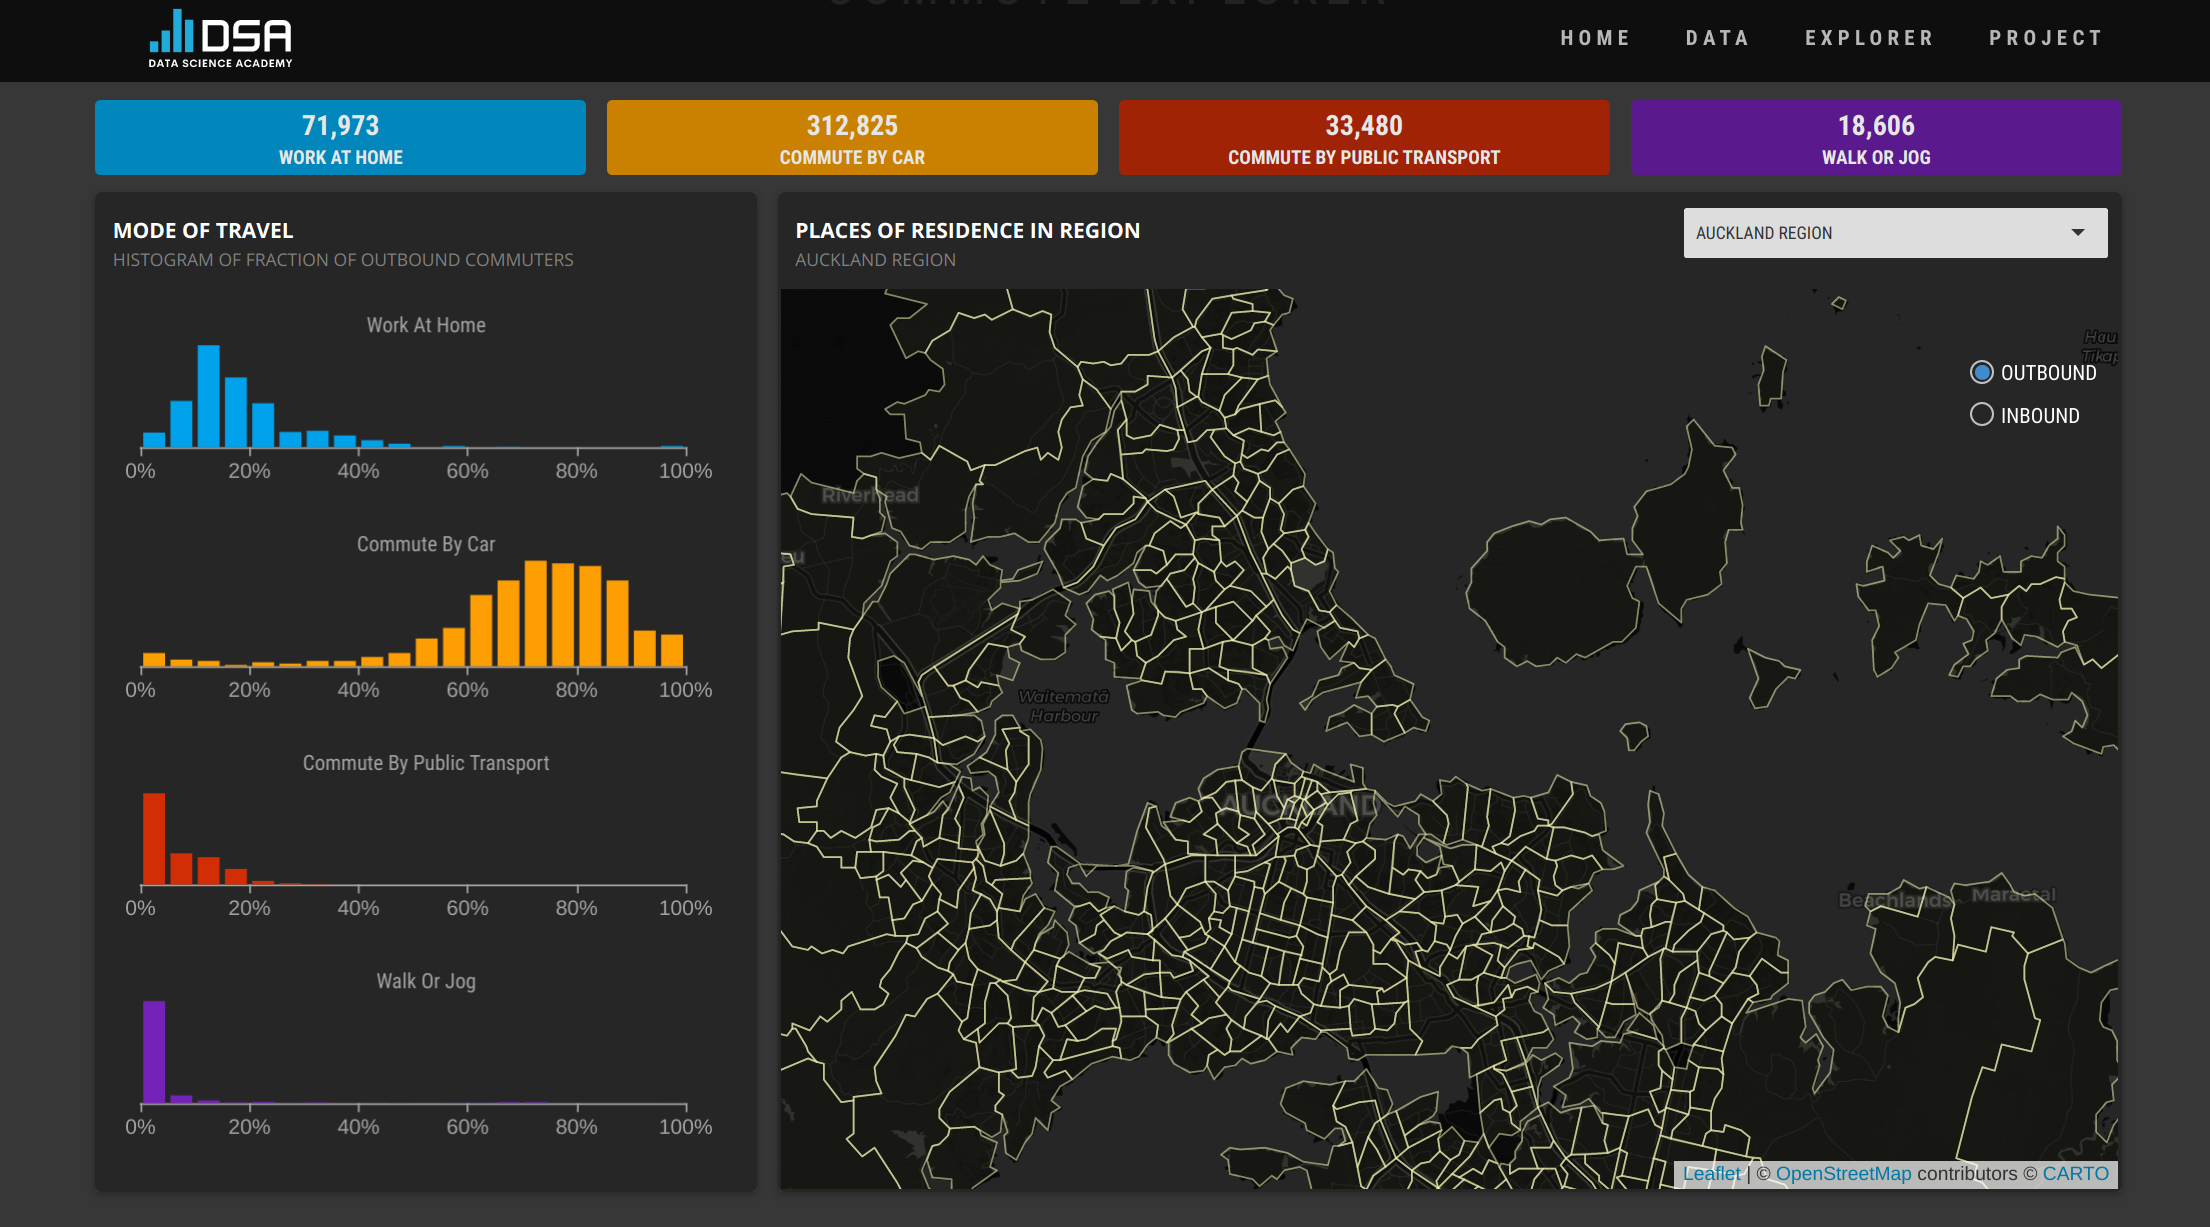 COMMUTE EXPLORER
DSA
DATA SCIENCE ACADEMY
HOME DATA EXPLORER PROJECT
71,973
WORK AT HOME
312,825
COMMUTE BY CAR
33,480
COMMUTE BY PUBLIC TRANSPORT
18,606
WALK OR JOG
MODE OF TRAVEL
HISTOGRAM OF FRACTION OF OUTBOUND COMMUTERS
Work At Home
0% 20% 40% 60% 80% 100%
Commute By Car
0% 20% 40% 60% 80% 100%
Commute By Public Transport
0% 20% 40% 60% 80% 100%
Walk Or Jog
0% 20% 40% 60% 80% 100%
PLACES OF RESIDENCE IN REGION
AUCKLAND REGION
AUCKLAND REGION
Hau
Tikap
OUTBOUND
INBOUND
Riverhead
eu
Waitematā
Harbour
AUCKLAND
Beachlands
Maraetai
Leaflet | © OpenStreetMap contributors © CARTO